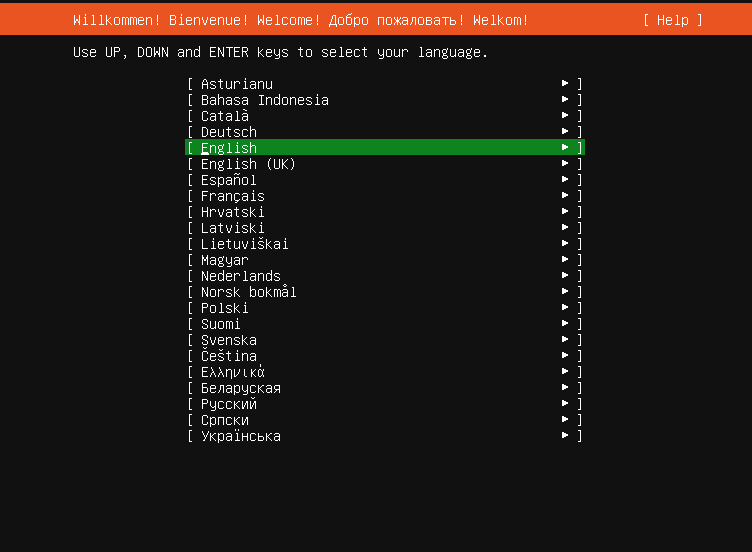 Willkommen! Bienvenue! Welcome! Добро пожаловать! Welkom! [ Help ]
Use UP, DOWN and ENTER keys to select your language.
[ Asturianu ► ]
[ Bahasa Indonesia ► ]
[ Català ► ]
[ Deutsch ► ]
[ English ► ]
[ English (UK) ► ]
[ Español ► ]
[ Français ► ]
[ Hrvatski ► ]
[ Latviski ► ]
[ Lietuviškai ► ]
[ Magyar ► ]
[ Nederlands ► ]
[ Norsk bokmål ► ]
[ Polski ► ]
[ Suomi ► ]
[ Svenska ► ]
[ Čeština ► ]
[ Ελληνικά ► ]
[ Беларуская ► ]
[ Русский ► ]
[ Српски ► ]
[ Українська ► ]